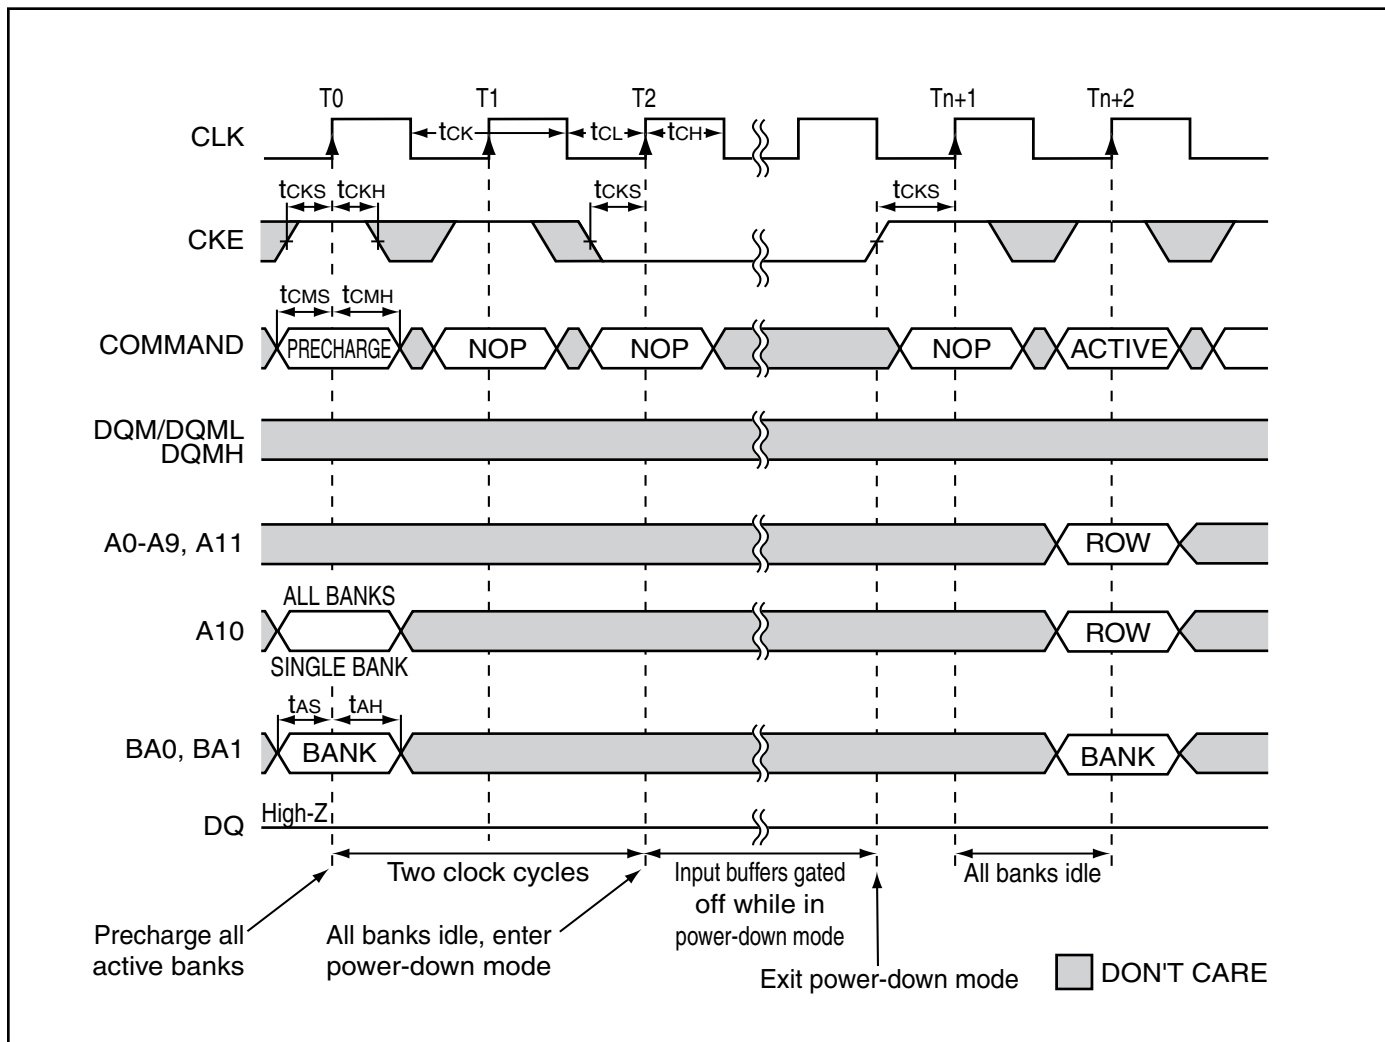 T0 T1 T2 Tn+1 Tn+2
CLK
tCK tCL tCH
tCKS tCKH tCKS tCKS
CKE
tCMS tCMH
COMMAND PRECHARGE NOP NOP NOP ACTIVE
DQM/DQML
DQMH
A0-A9, A11 ROW
ALL BANKS
A10 ROW
SINGLE BANK
tAS tAH
BA0, BA1 BANK BANK
High-Z
DQ
Two clock cycles
Input buffers gated
off while in
power-down mode
All banks idle
Precharge all
active banks
All banks idle, enter
power-down mode
Exit power-down mode
DON'T CARE